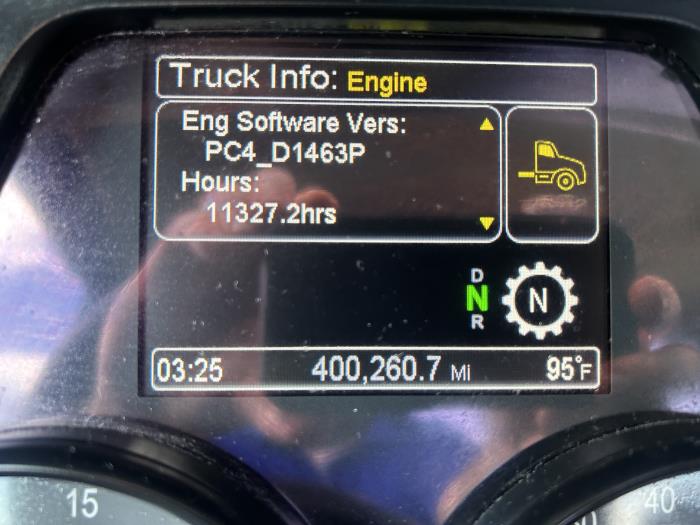 Truck Info: Engine
Eng Software Vers:
PC4_D1463P
Hours:
11327.2hrs
D
N
R
N
03:25 400,260.7 Mi 95°F
15
40